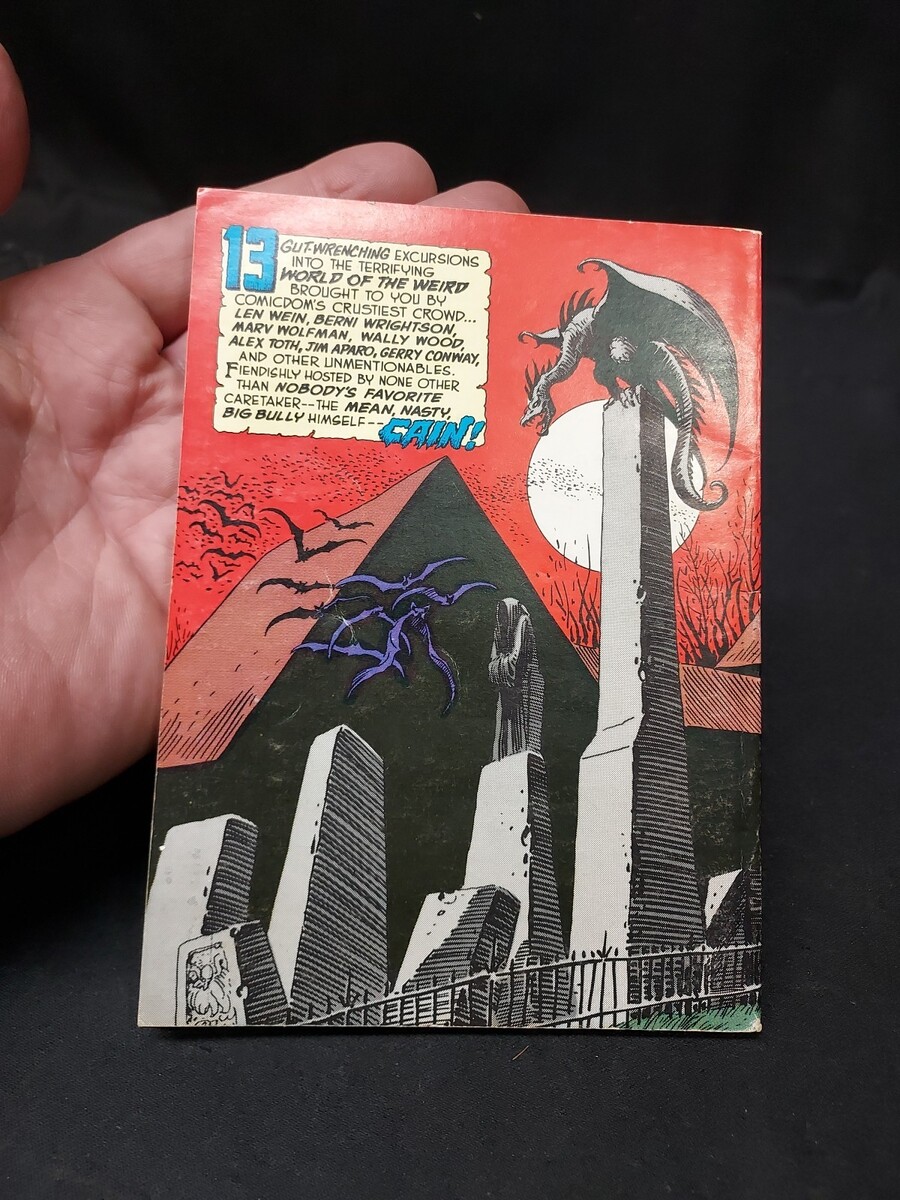 13 GUT-WRENCHING EXCURSIONS
INTO THE TERRIFYING
WORLD OF THE WEIRD
BROUGHT TO YOU BY
COMICDOM'S CRUSTIEST CROWD...
LEN WEIN, BERNI WRIGHTSON,
MARV WOLFMAN, WALLY WOOD,
ALEX TOTH, JIM APARO, GERRY CONWAY,
AND OTHER UNMENTIONABLES.
FIENDISHLY HOSTED BY NONE OTHER
THAN NOBODY'S FAVORITE
CARETAKER--THE MEAN, NASTY,
BIG BULLY HIMSELF--CAIN!